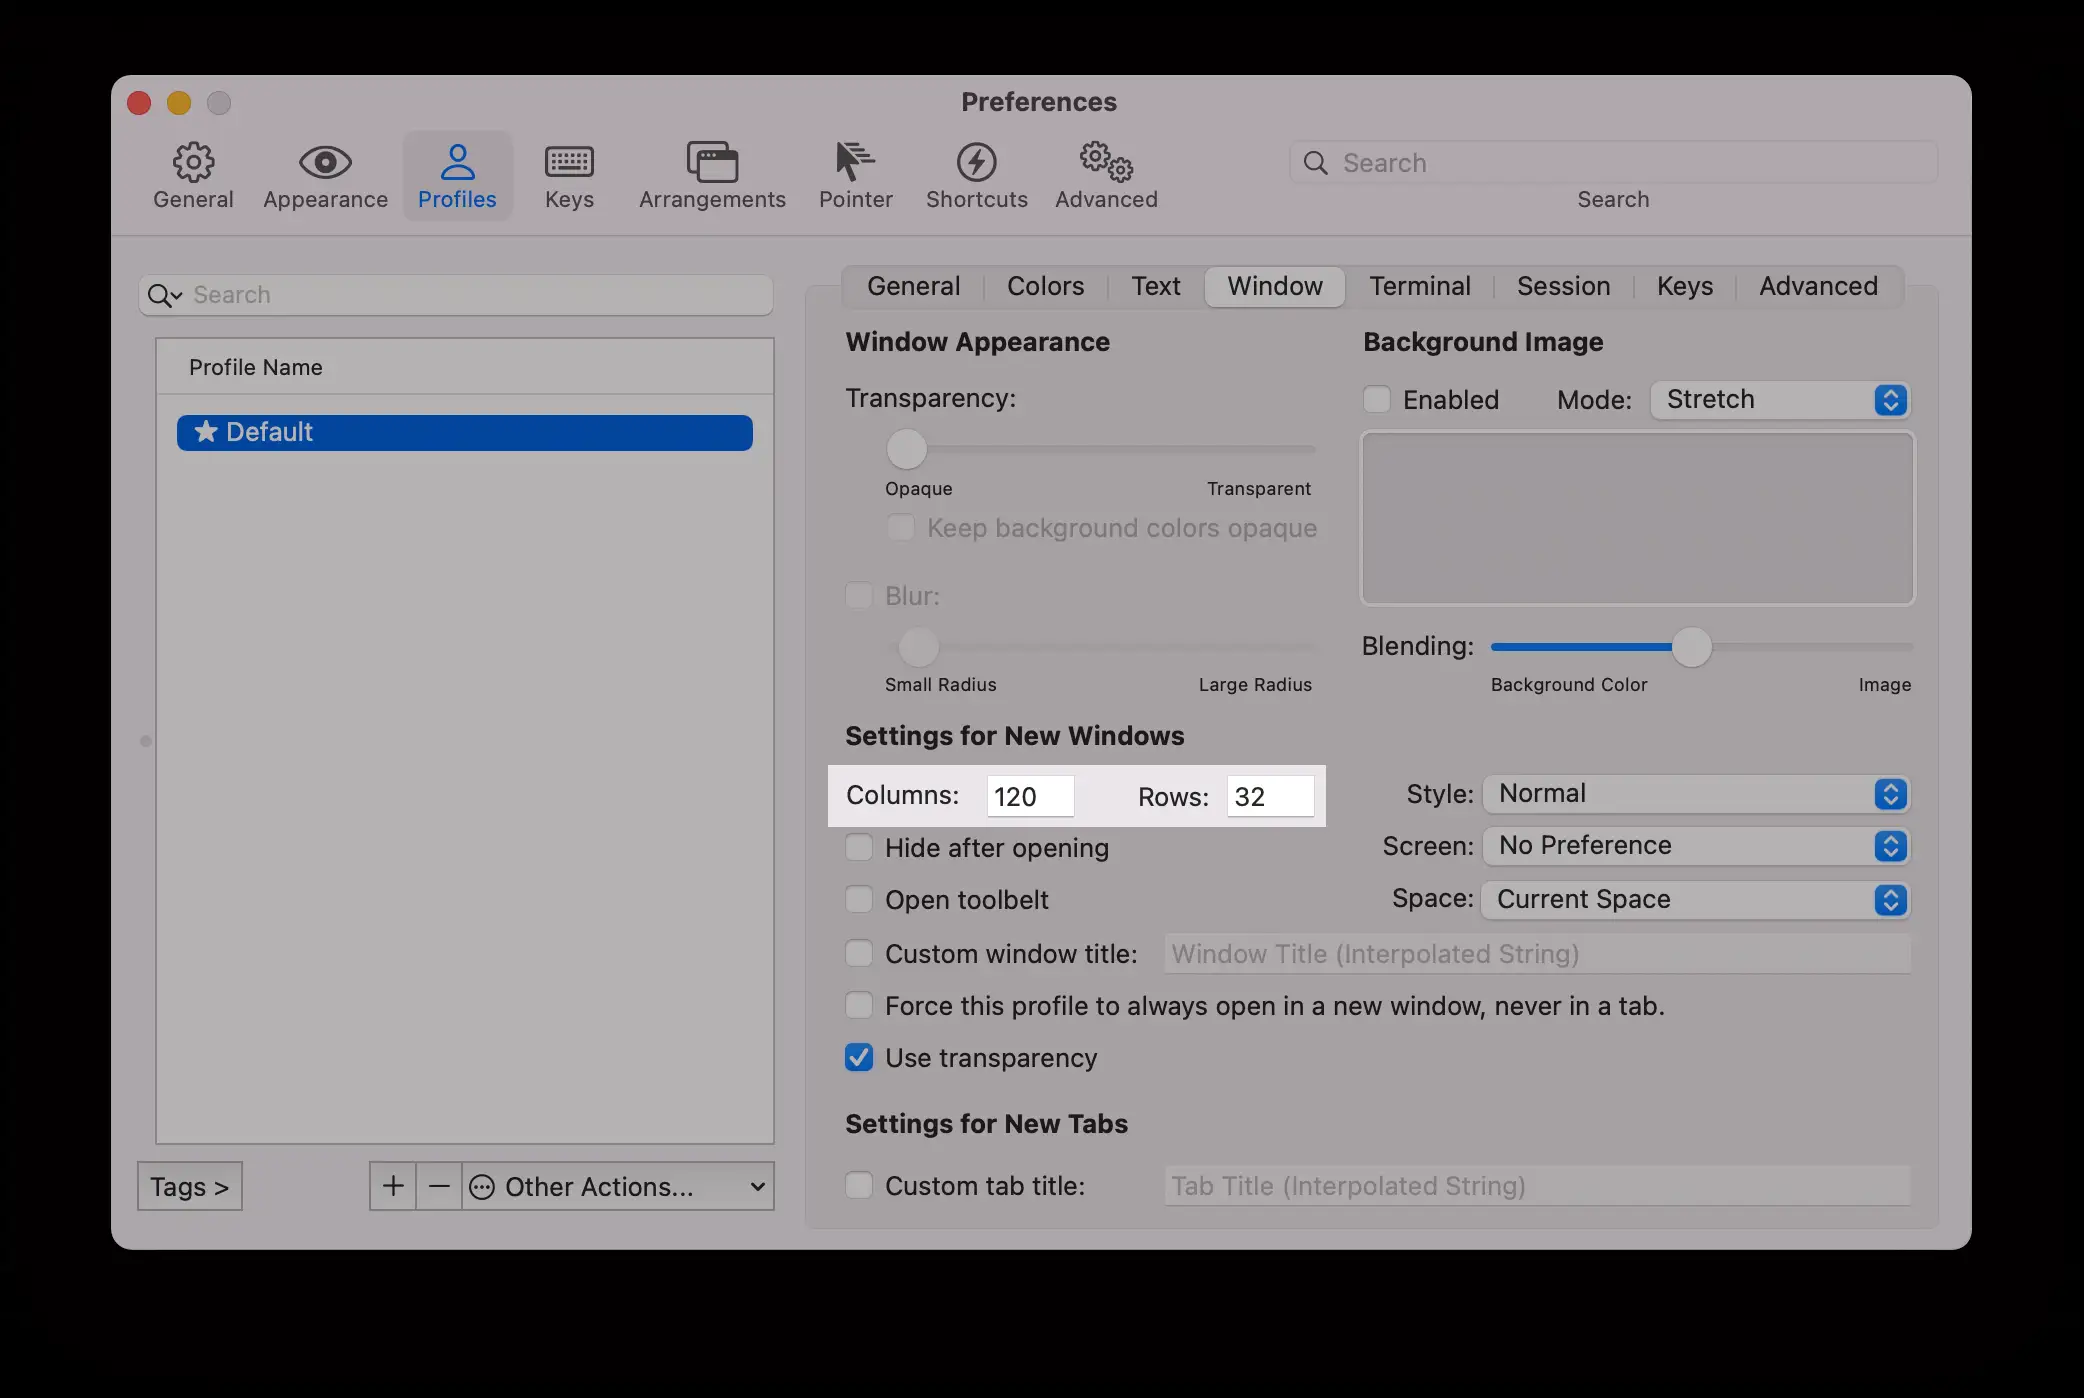 Preferences
General Appearance Profiles Keys Arrangements Pointer Shortcuts Advanced
Search
Search
Search
Profile Name
Default
Tags >
+ − Other Actions...
General Colors Text Window Terminal Session Keys Advanced
Window Appearance
Transparency:
Opaque Transparent
Keep background colors opaque
Blur:
Small Radius Large Radius
Background Image
Enabled Mode: Stretch
Blending:
Background Color Image
Settings for New Windows
Columns: 120 Rows: 32
Style: Normal
Hide after opening
Screen: No Preference
Open toolbelt
Space: Current Space
Custom window title: Window Title (Interpolated String)
Force this profile to always open in a new window, never in a tab.
Use transparency
Settings for New Tabs
Custom tab title: Tab Title (Interpolated String)